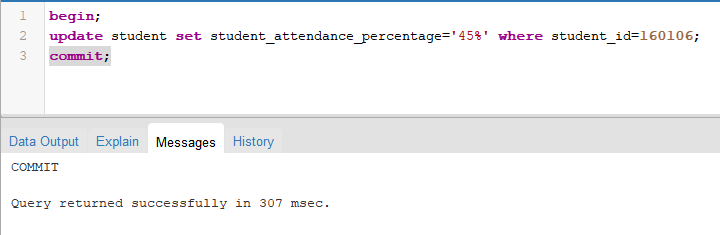 1 begin;
2 update student set student_attendance_percentage='45%' where student_id=160106;
3 commit;
Data Output Explain Messages History
COMMIT
Query returned successfully in 307 msec.